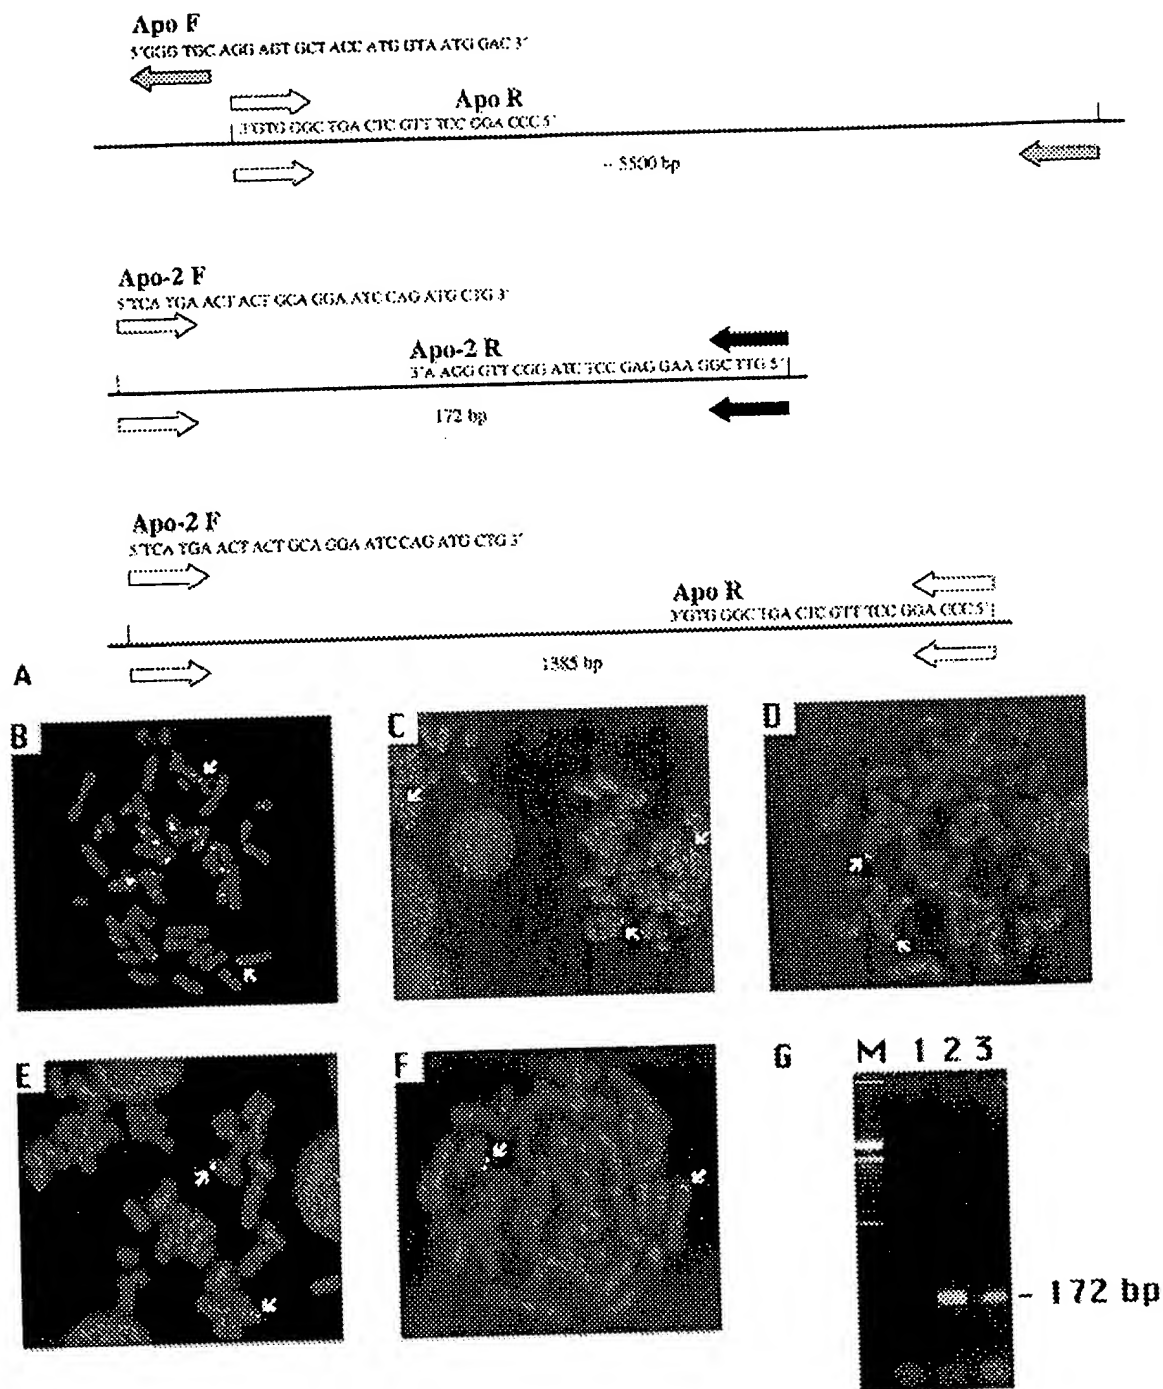 Apo F
5'GGG TGC AGG AGT GCT ACC ATG GTA ATG GAC 3'
Apo R
3'GTG GGC TGA CTC GTT TCC GGA CCC 5'
~ 5500 bp
Apo-2 F
5'TCA TGA ACT ACT GCA GGA ATC CAG ATG CTG 3'
Apo-2 R
3'A AGG GTT CGG ATC TCC GAG GAA GGC TTG 5'
172 bp
Apo-2 F
5'TCA TGA ACT ACT GCA GGA ATC CAG ATG CTG 3'
Apo R
3'GTG GGC TGA CTC GTT TCC GGA CCC 5'
1385 bp
A
B
C
D
E
F
G
M 1 2 3
- 172 bp